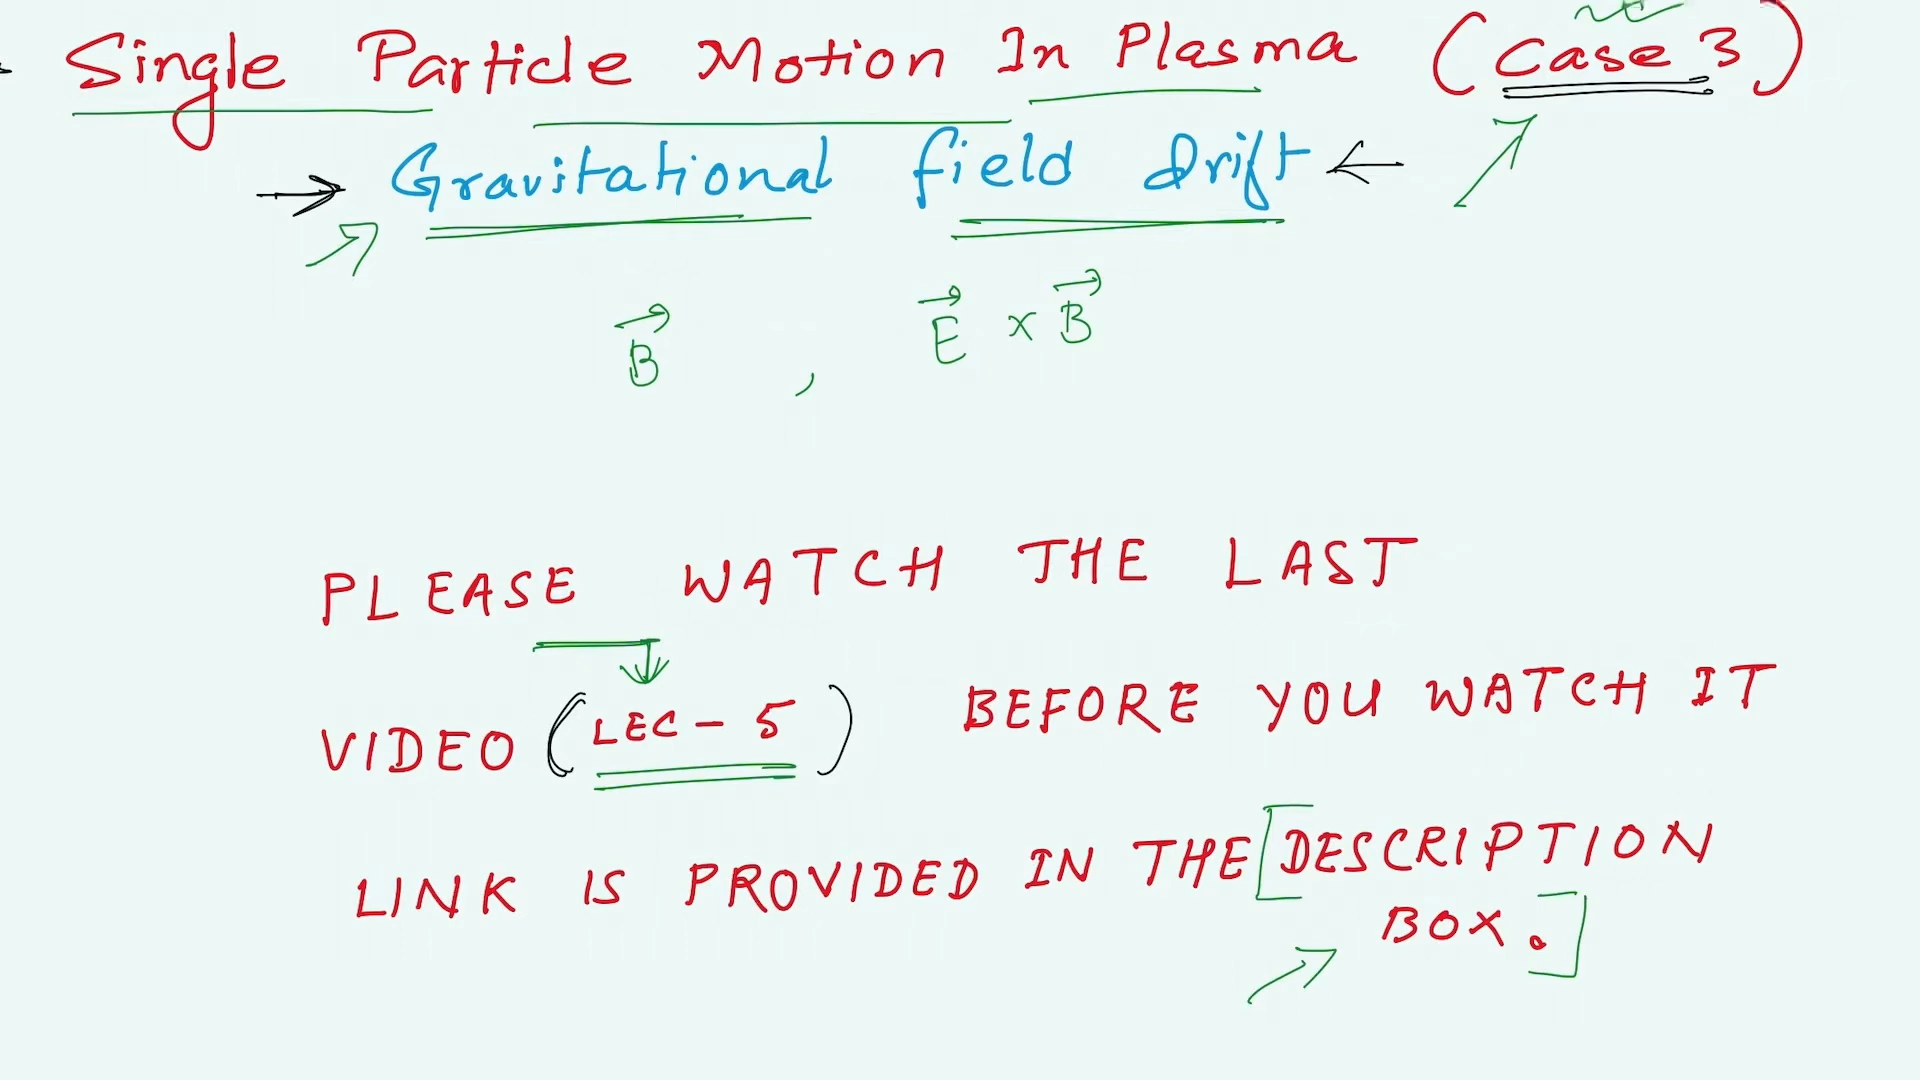 Single Particle Motion In Plasma (Case 3)
Gravitational field drift
B , E × B
PLEASE WATCH THE LAST
VIDEO (LEC - 5) BEFORE YOU WATCH IT
LINK IS PROVIDED IN THE [DESCRIPTION
BOX.]